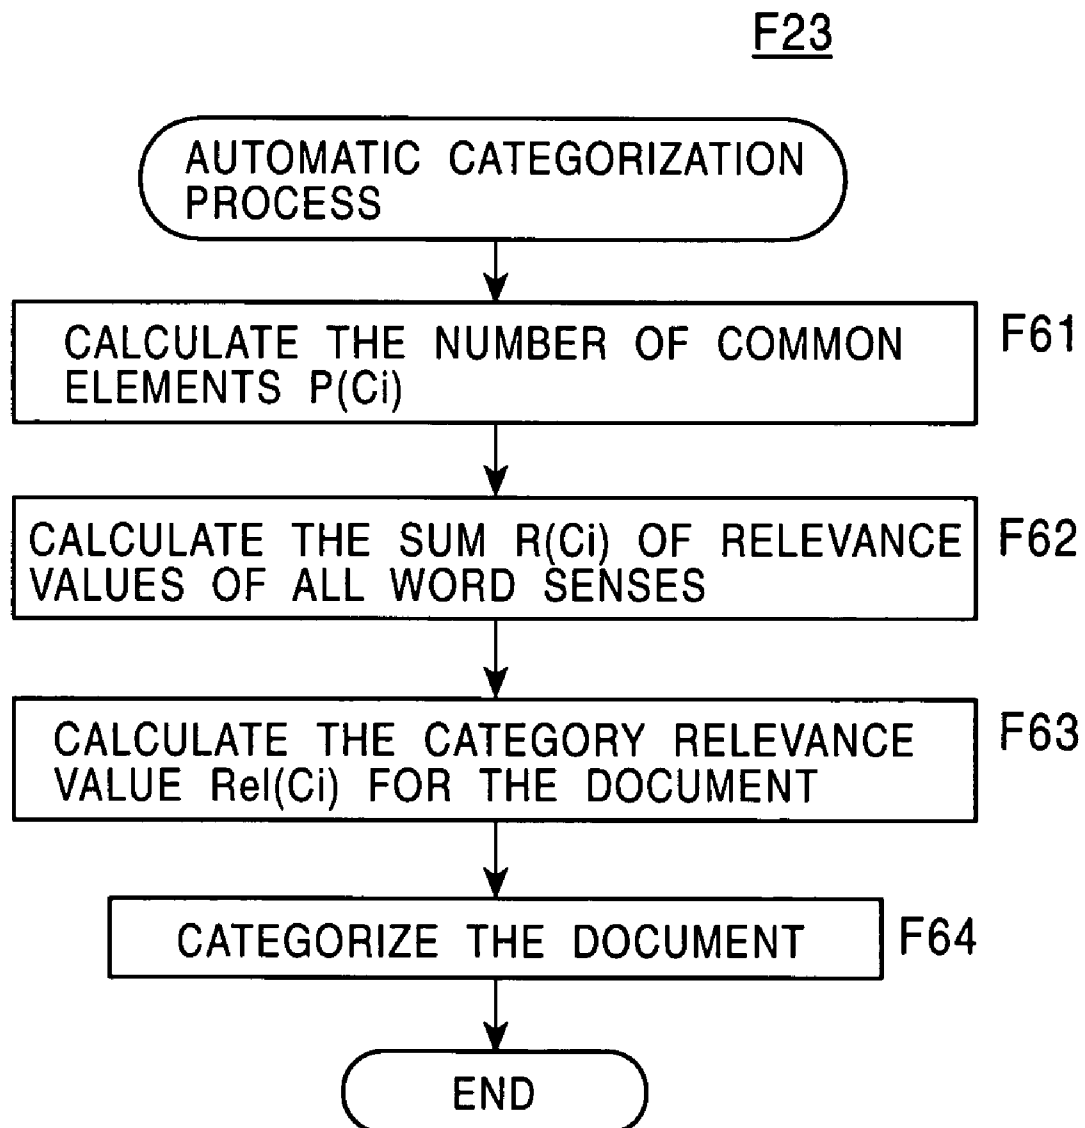 F23
AUTOMATIC CATEGORIZATION
PROCESS
CALCULATE THE NUMBER OF COMMON
ELEMENTS P(Ci)
F61
CALCULATE THE SUM R(Ci) OF RELEVANCE
VALUES OF ALL WORD SENSES
F62
CALCULATE THE CATEGORY RELEVANCE
VALUE Rel(Ci) FOR THE DOCUMENT
F63
CATEGORIZE THE DOCUMENT
F64
END